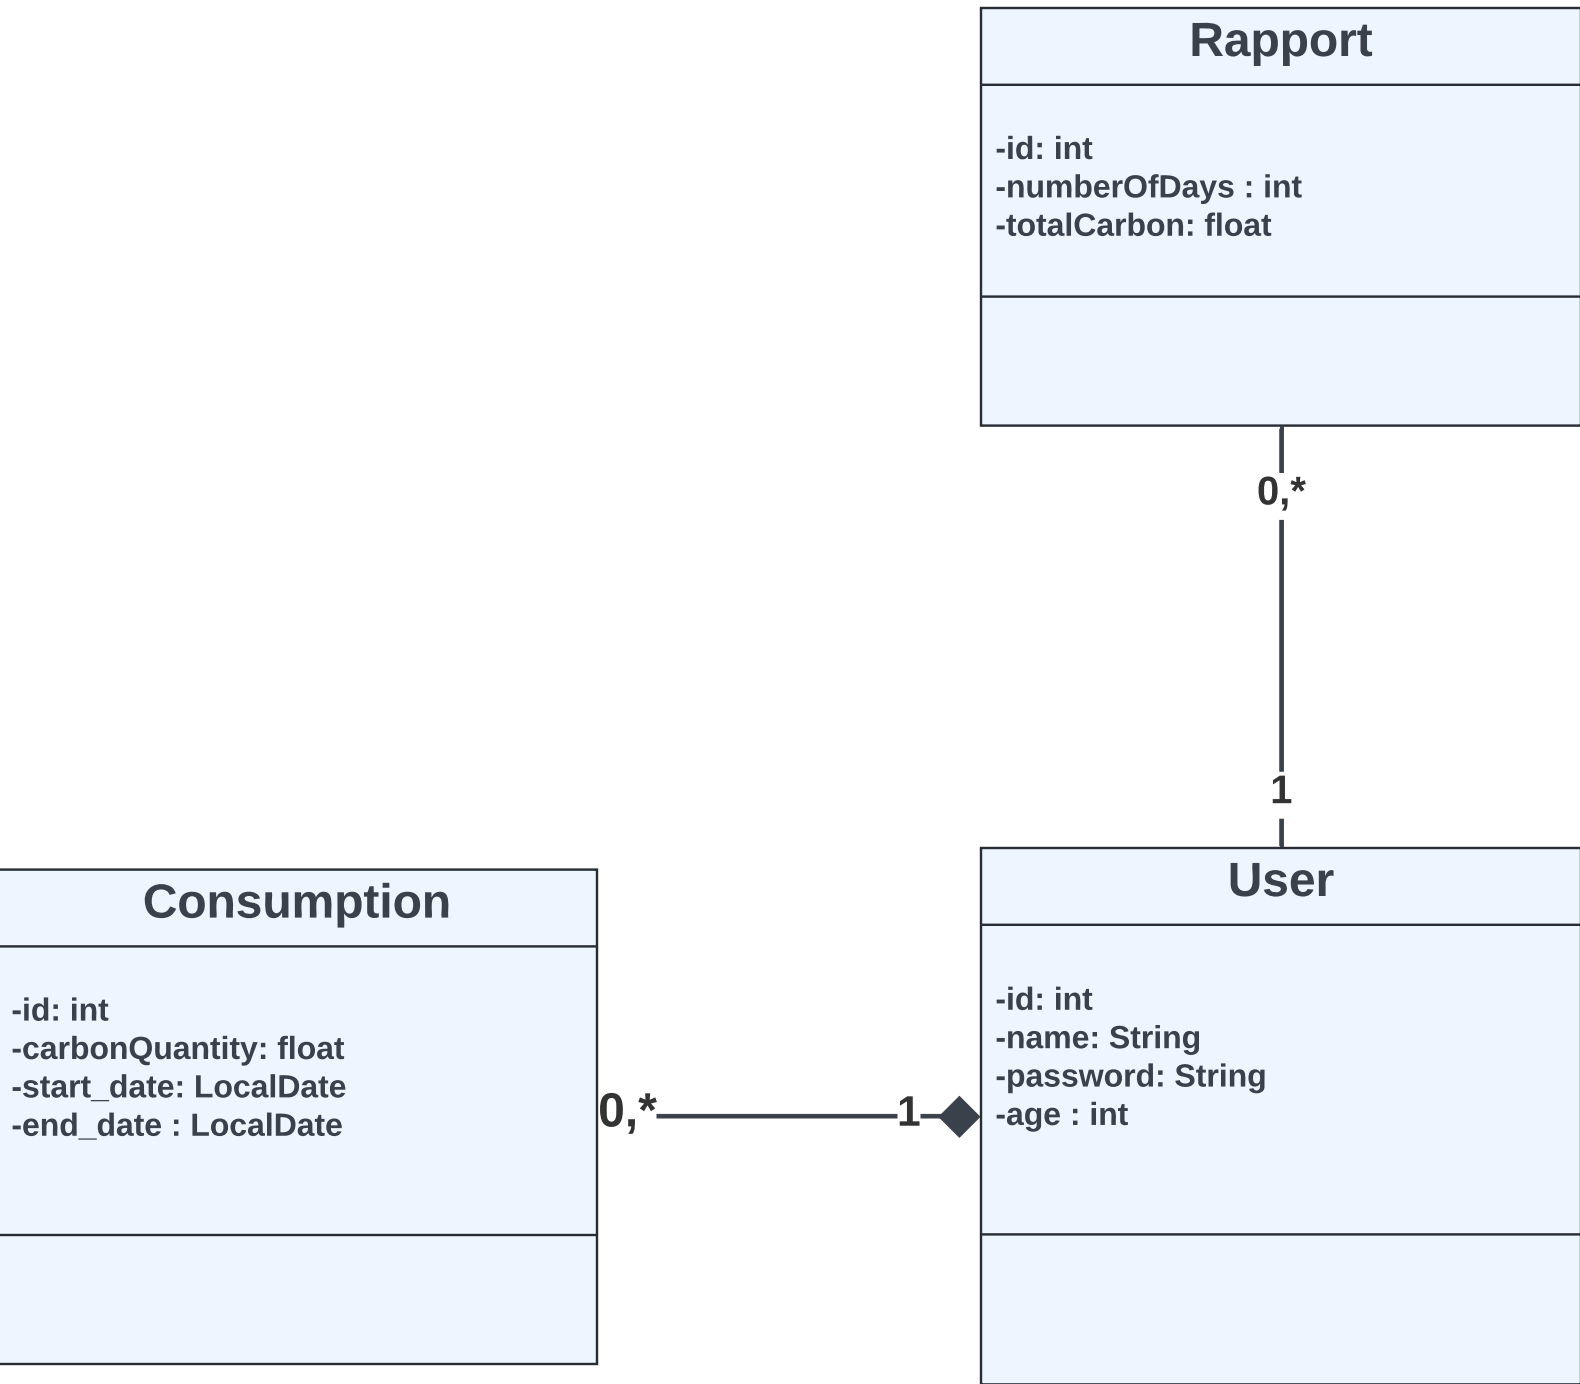 Rapport
-id: int
-numberOfDays : int
-totalCarbon: float
0,*
1
User
-id: int
-name: String
-password: String
-age : int
Consumption
-id: int
-carbonQuantity: float
-start_date: LocalDate
-end_date : LocalDate
0,*
1